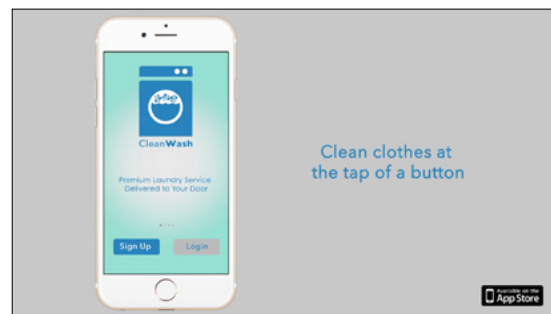 CleanWash
Premium Laundry Service
Delivered to Your Door
Sign Up
Login
Clean clothes at
the tap of a button
Available on the
App Store